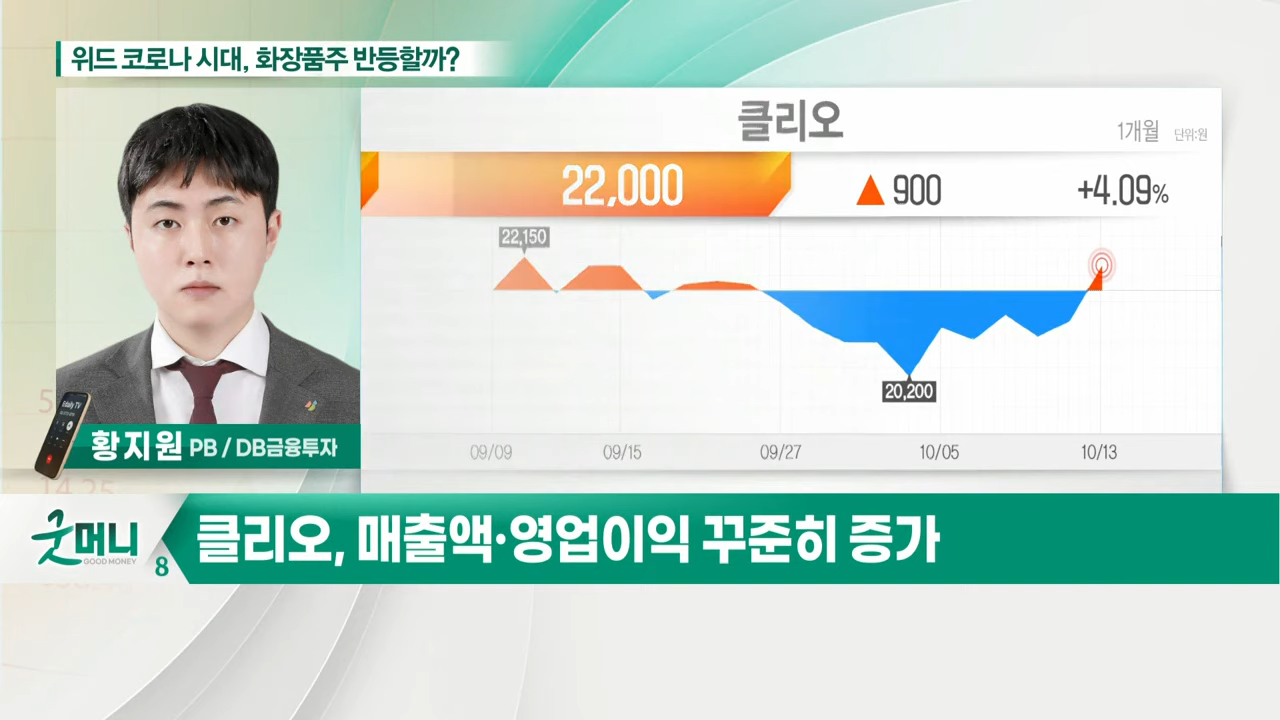 위드 코로나 시대, 화장품주 반등할까?
클리오
1개월 단위:원
22,000 ▲ 900 +4.09%
22,150
20,200
09/09 09/15 09/27 10/05 10/13
Edaily TV
황지원 PB / DB금융투자
굿머니
GOOD MONEY
8
클리오, 매출액·영업이익 꾸준히 증가